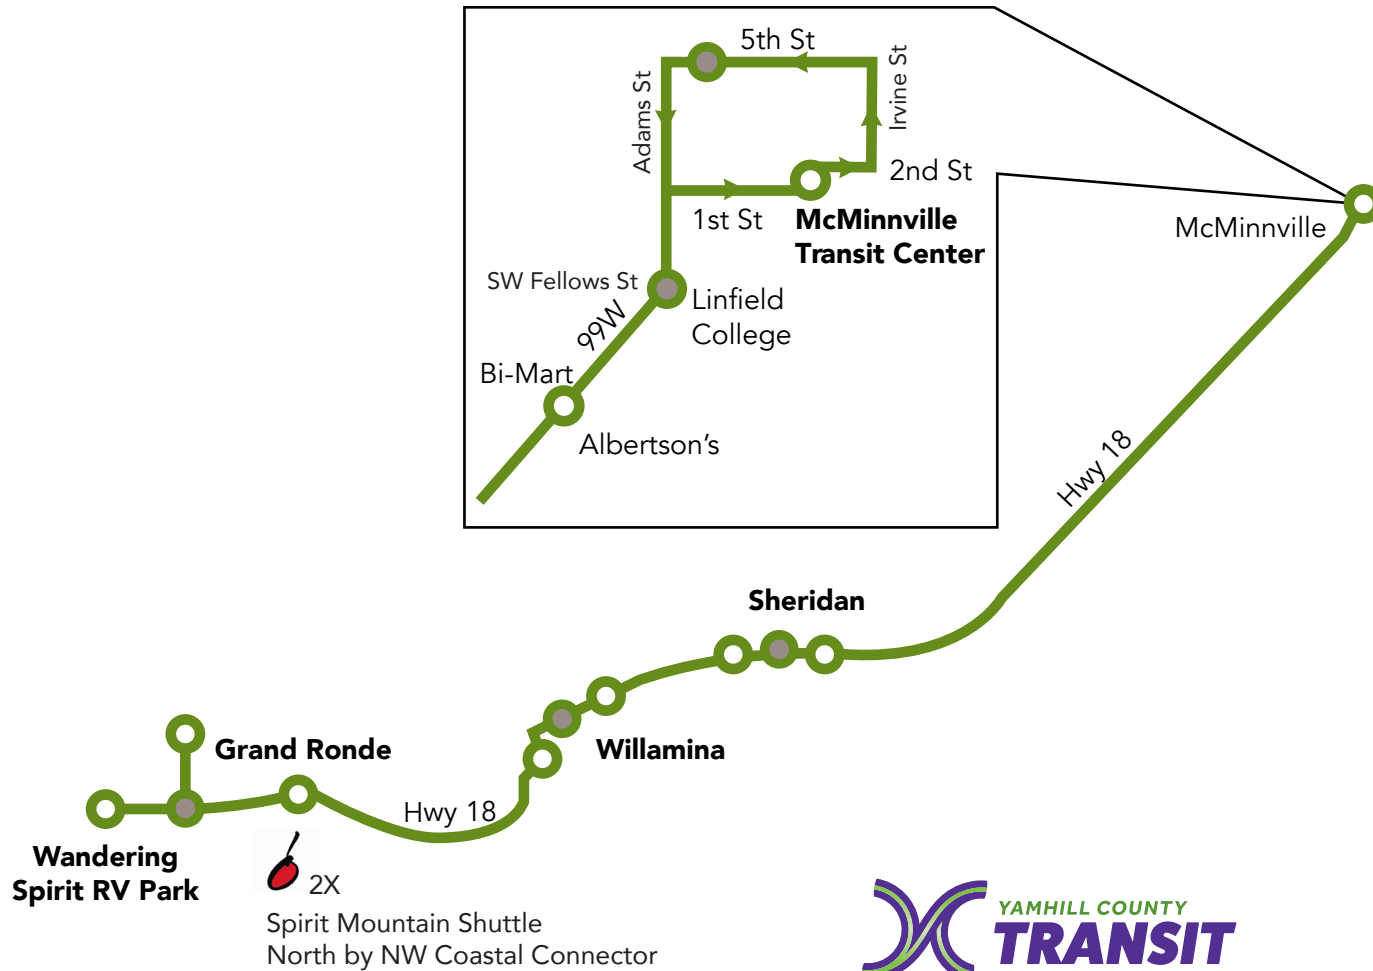 5th St
Irvine St
Adams St
2nd St
1st St
McMinnville
Transit Center
McMinnville
SW Fellows St
Linfield
College
99W
Bi-Mart
Albertson's
Hwy 18
Sheridan
Willamina
Grand Ronde
Hwy 18
Wandering
Spirit RV Park
2X
Spirit Mountain Shuttle
North by NW Coastal Connector
YAMHILL COUNTY
TRANSIT